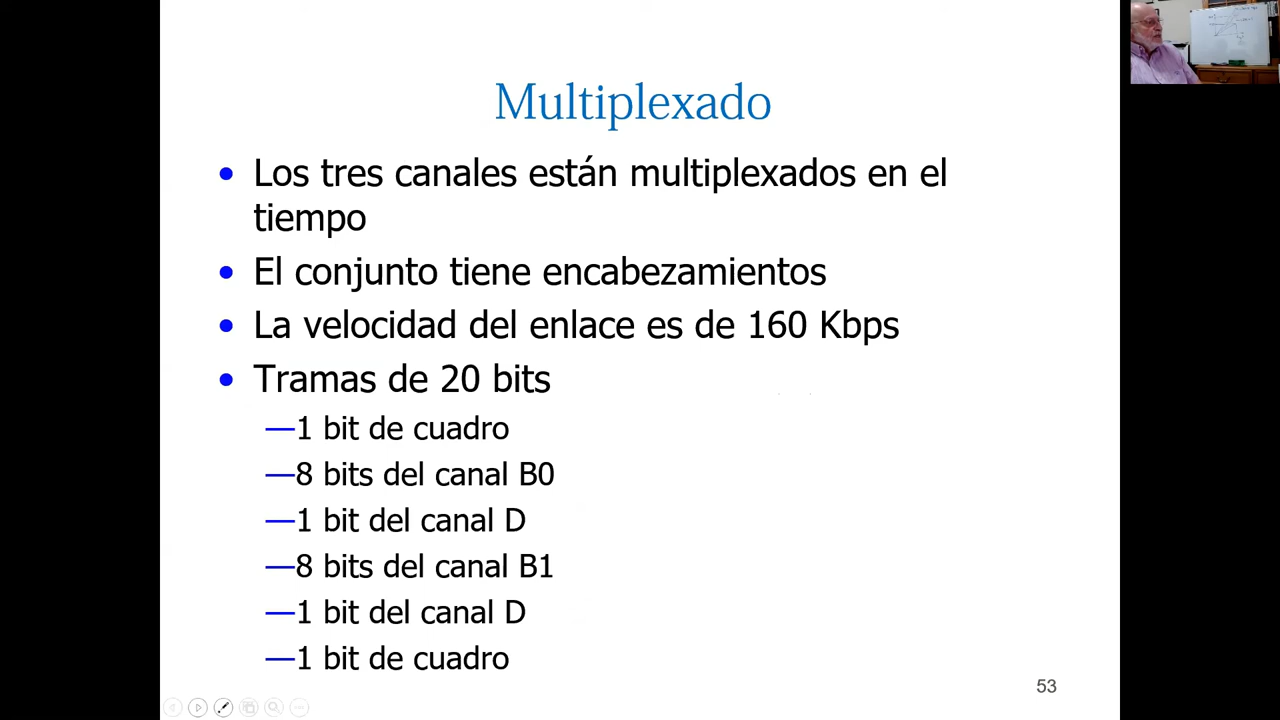 Multiplexado
• Los tres canales están multiplexados en el
tiempo
• El conjunto tiene encabezamientos
• La velocidad del enlace es de 160 Kbps
• Tramas de 20 bits
—1 bit de cuadro
—8 bits del canal B0
—1 bit del canal D
—8 bits del canal B1
—1 bit del canal D
—1 bit de cuadro
53